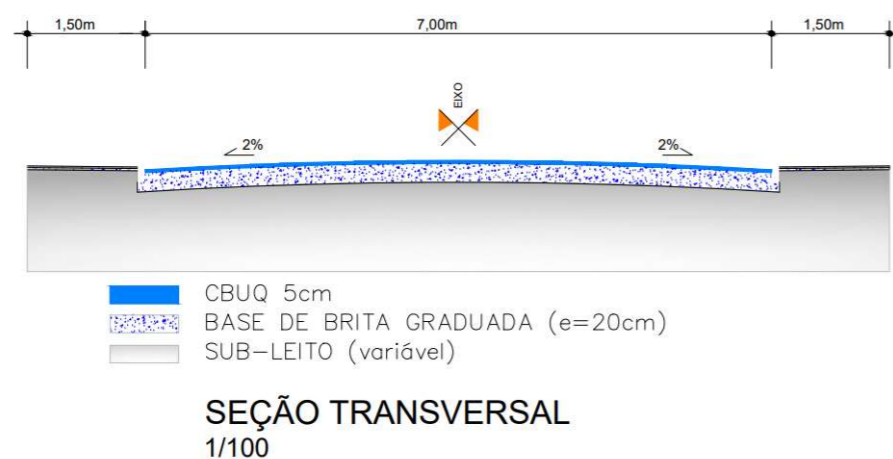 1,50m
7,00m
1,50m
EIXO
2%
2%
CBUQ 5cm
BASE DE BRITA GRADUADA (e=20cm)
SUB-LEITO (variável)
SEÇÃO TRANSVERSAL
1/100